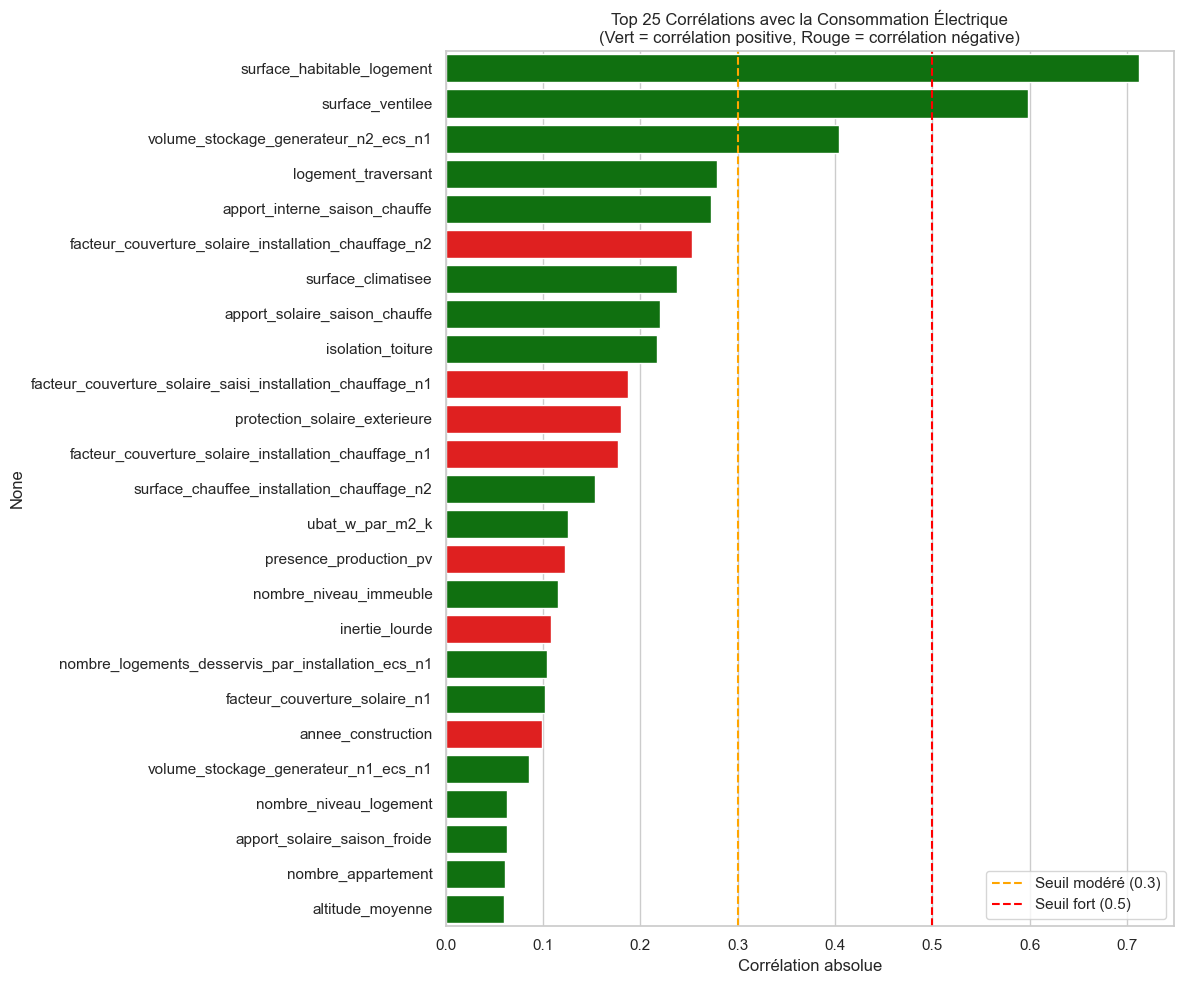 Top 25 Corrélations avec la Consommation Électrique
(Vert = corrélation positive, Rouge = corrélation négative)
surface_habitable_logement
surface_ventilee
volume_stockage_generateur_n2_ecs_n1
logement_traversant
apport_interne_saison_chauffe
facteur_couverture_solaire_installation_chauffage_n2
surface_climatisee
apport_solaire_saison_chauffe
isolation_toiture
facteur_couverture_solaire_saisi_installation_chauffage_n1
protection_solaire_exterieure
facteur_couverture_solaire_installation_chauffage_n1
surface_chauffee_installation_chauffage_n2
ubat_w_par_m2_k
presence_production_pv
nombre_niveau_immeuble
inertie_lourde
nombre_logements_desservis_par_installation_ecs_n1
facteur_couverture_solaire_n1
annee_construction
volume_stockage_generateur_n1_ecs_n1
nombre_niveau_logement
apport_solaire_saison_froide
nombre_appartement
altitude_moyenne
None
Seuil modéré (0.3)
Seuil fort (0.5)
0.0 0.1 0.2 0.3 0.4 0.5 0.6 0.7
Corrélation absolue